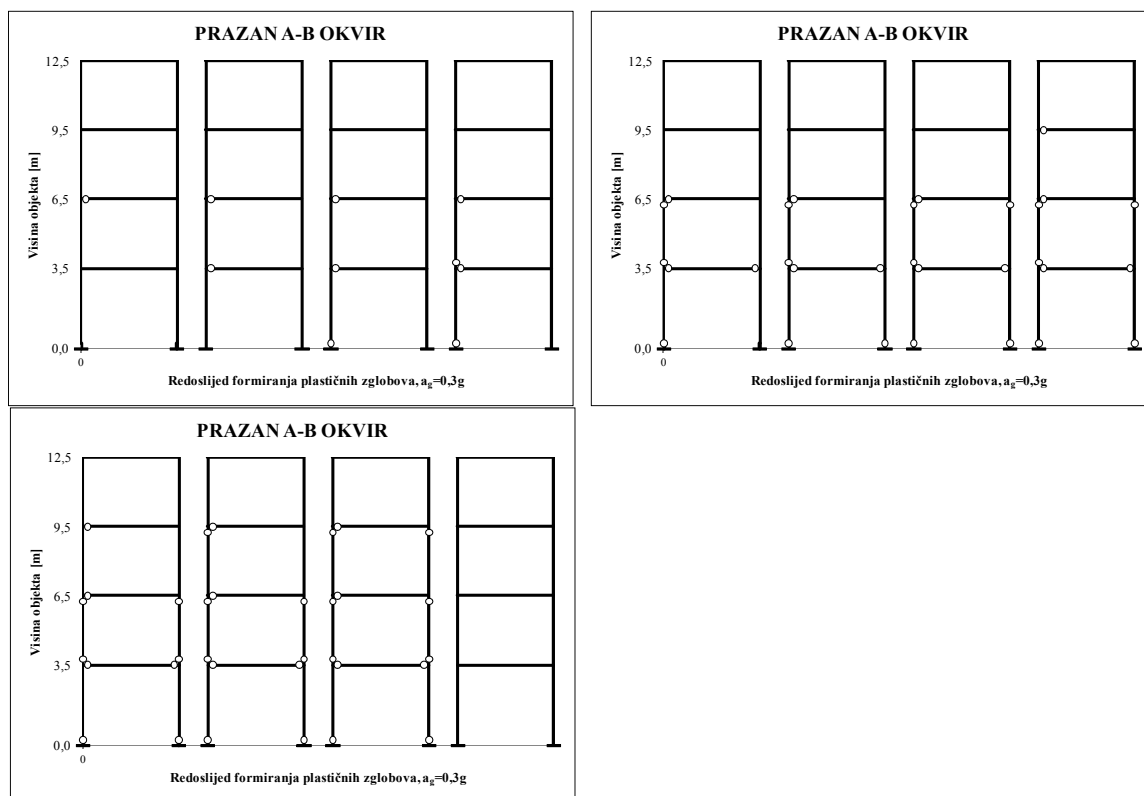 PRAZAN A-B OKVIR
12,5
9,5
6,5
3,5
0,0
Visina objekta [m]
0
Redoslijed formiranja plastičnih zglobova, ag=0,3g
PRAZAN A-B OKVIR
12,5
9,5
6,5
3,5
0,0
Visina objekta [m]
0
Redoslijed formiranja plastičnih zglobova, ag=0,3g
PRAZAN A-B OKVIR
12,5
9,5
6,5
3,5
0,0
Visina objekta [m]
0
Redoslijed formiranja plastičnih zglobova, ag=0,3g